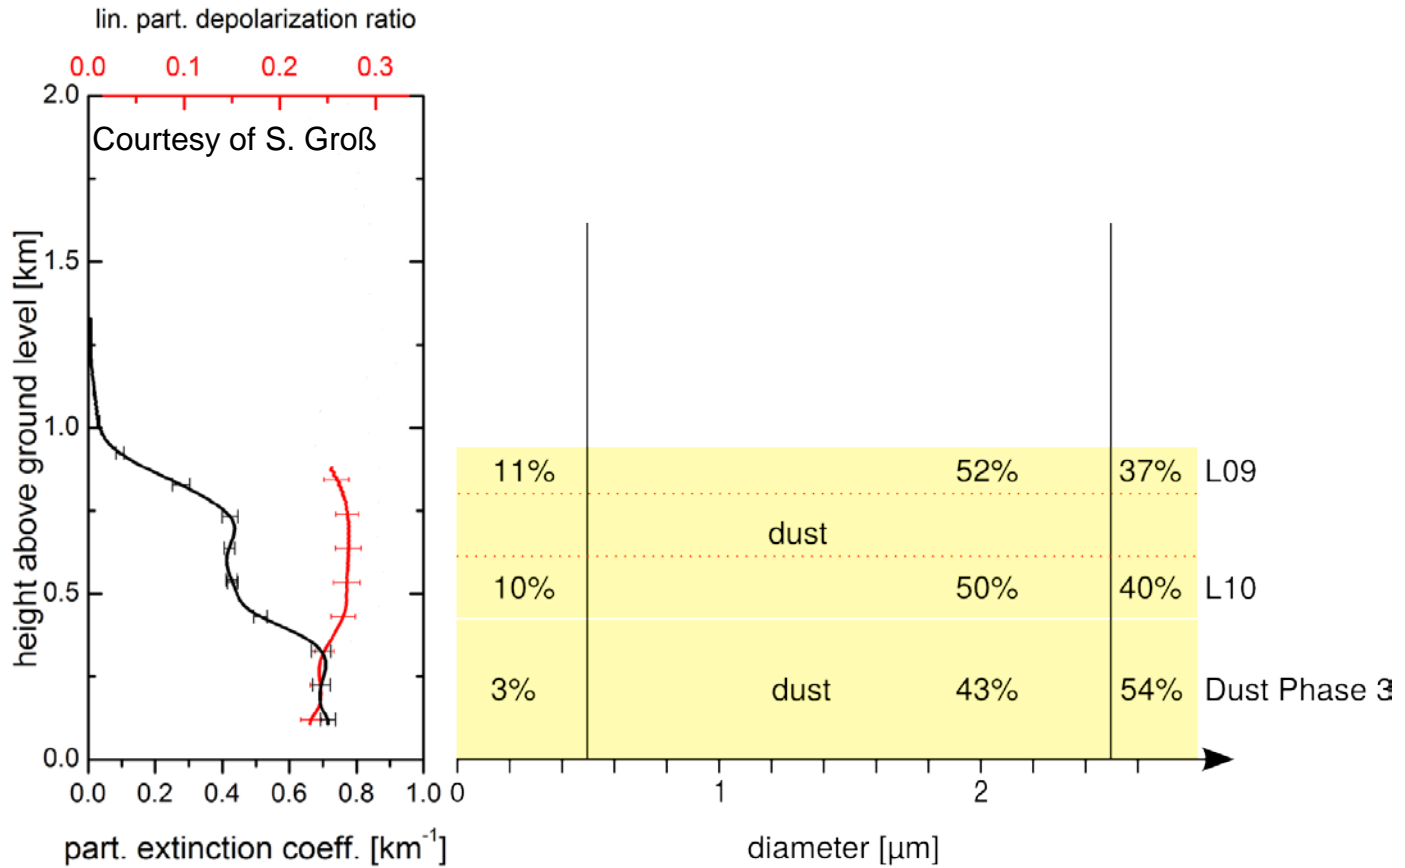 lin. part. depolarization ratio
0.0 0.1 0.2 0.3
2.0
Courtesy of S. Groß
1.5
1.0
0.5
0.0
height above ground level [km]
0.0 0.2 0.4 0.6 0.8 1.0
part. extinction coeff. [km⁻¹]
11% 52% 37% L09
dust
10% 50% 40% L10
3% dust 43% 54% Dust Phase 3
0 1 2
diameter [µm]